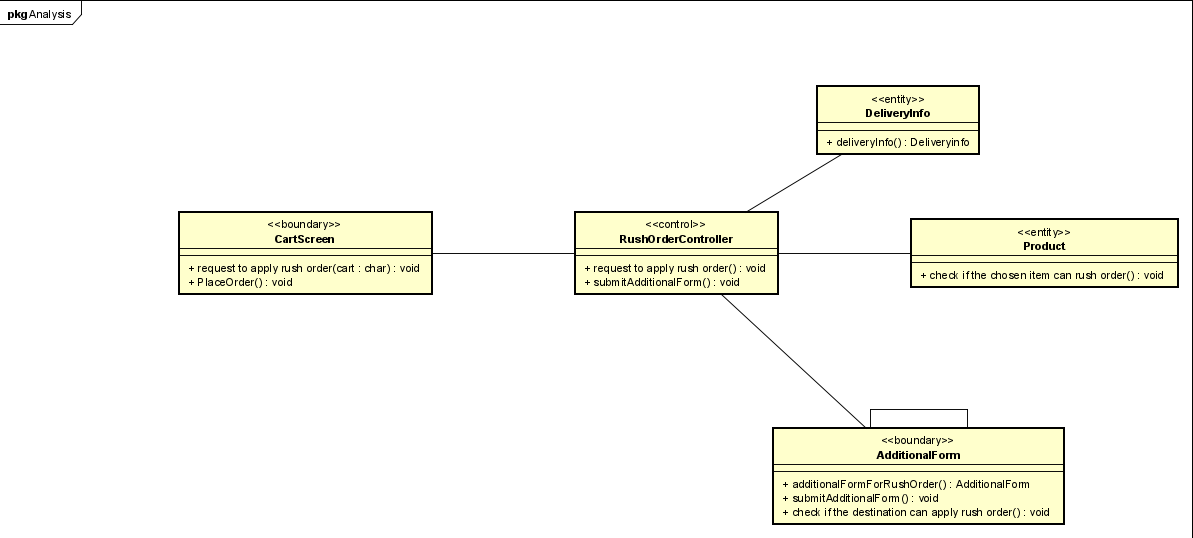 pkg Analysis
<<entity>>
DeliveryInfo
+ deliveryInfo() : Deliveryinfo
<<boundary>>
CartScreen
+ request to apply rush order(cart : char) : void
+ PlaceOrder() : void
<<control>>
RushOrderController
+ request to apply rush order() : void
+ submitAdditionalForm() : void
<<entity>>
Product
+ check if the chosen item can rush order() : void
<<boundary>>
AdditionalForm
+ additionalFormForRushOrder() : AdditionalForm
+ submitAdditionalForm() : void
+ check if the destination can apply rush order() : void